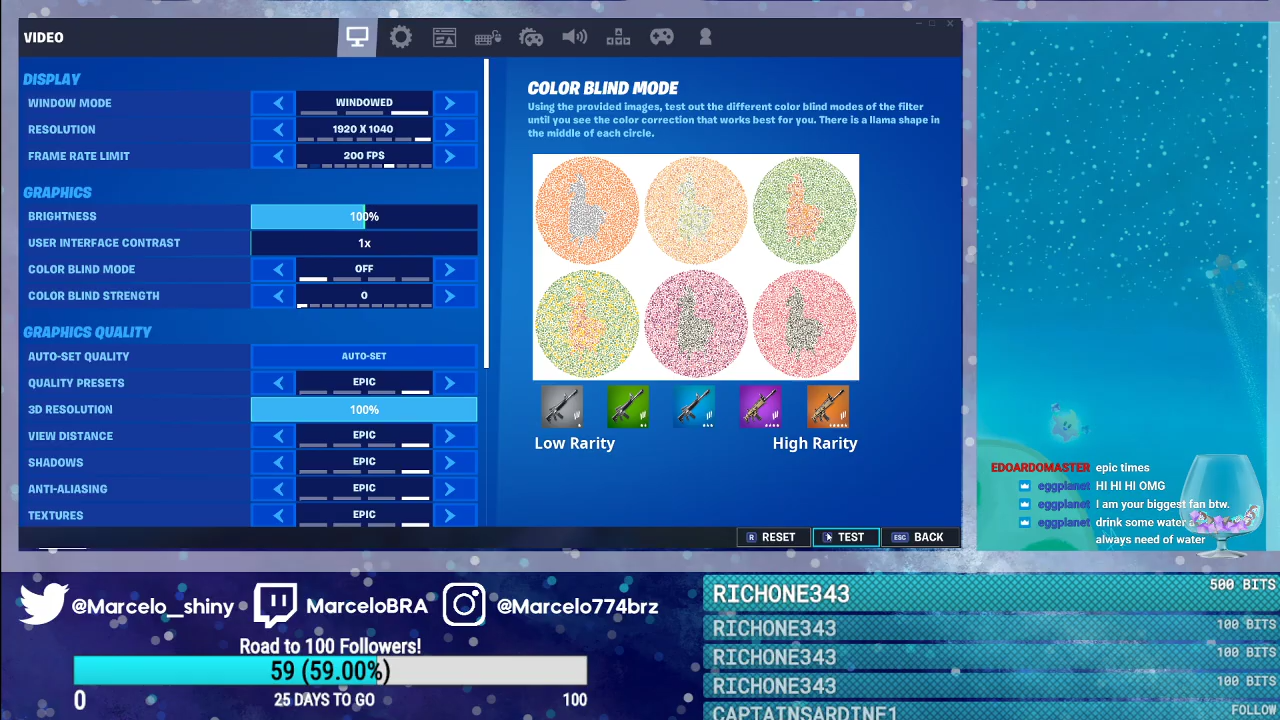 VIDEO
DISPLAY
WINDOW MODE
WINDOWED
RESOLUTION
1920 X 1040
FRAME RATE LIMIT
200 FPS
GRAPHICS
BRIGHTNESS
100%
USER INTERFACE CONTRAST
1x
COLOR BLIND MODE
OFF
COLOR BLIND STRENGTH
0
GRAPHICS QUALITY
AUTO-SET QUALITY
AUTO-SET
QUALITY PRESETS
EPIC
3D RESOLUTION
100%
VIEW DISTANCE
EPIC
SHADOWS
EPIC
ANTI-ALIASING
EPIC
TEXTURES
EPIC
COLOR BLIND MODE
Using the provided images, test out the different color blind modes of the filter
until you see the color correction that works best for you. There is a llama shape
in the middle of each circle.
Low Rarity
High Rarity
R RESET
TEST
ESC BACK
EDOARDOMASTER epic times
eggplanet HI HI HI OMG
eggplanet I am your biggest fan btw.
eggplanet drink some water a
always need of water
@Marcelo_shiny
MarceloBRA
@Marcelo774brz
Road to 100 Followers!
59 (59.00%)
0
25 DAYS TO GO
100
RICHONE343 500 BITS
RICHONE343 100 BITS
RICHONE343 100 BITS
RICHONE343 100 BITS
CAPTAINSARDINE1 FOLLOW